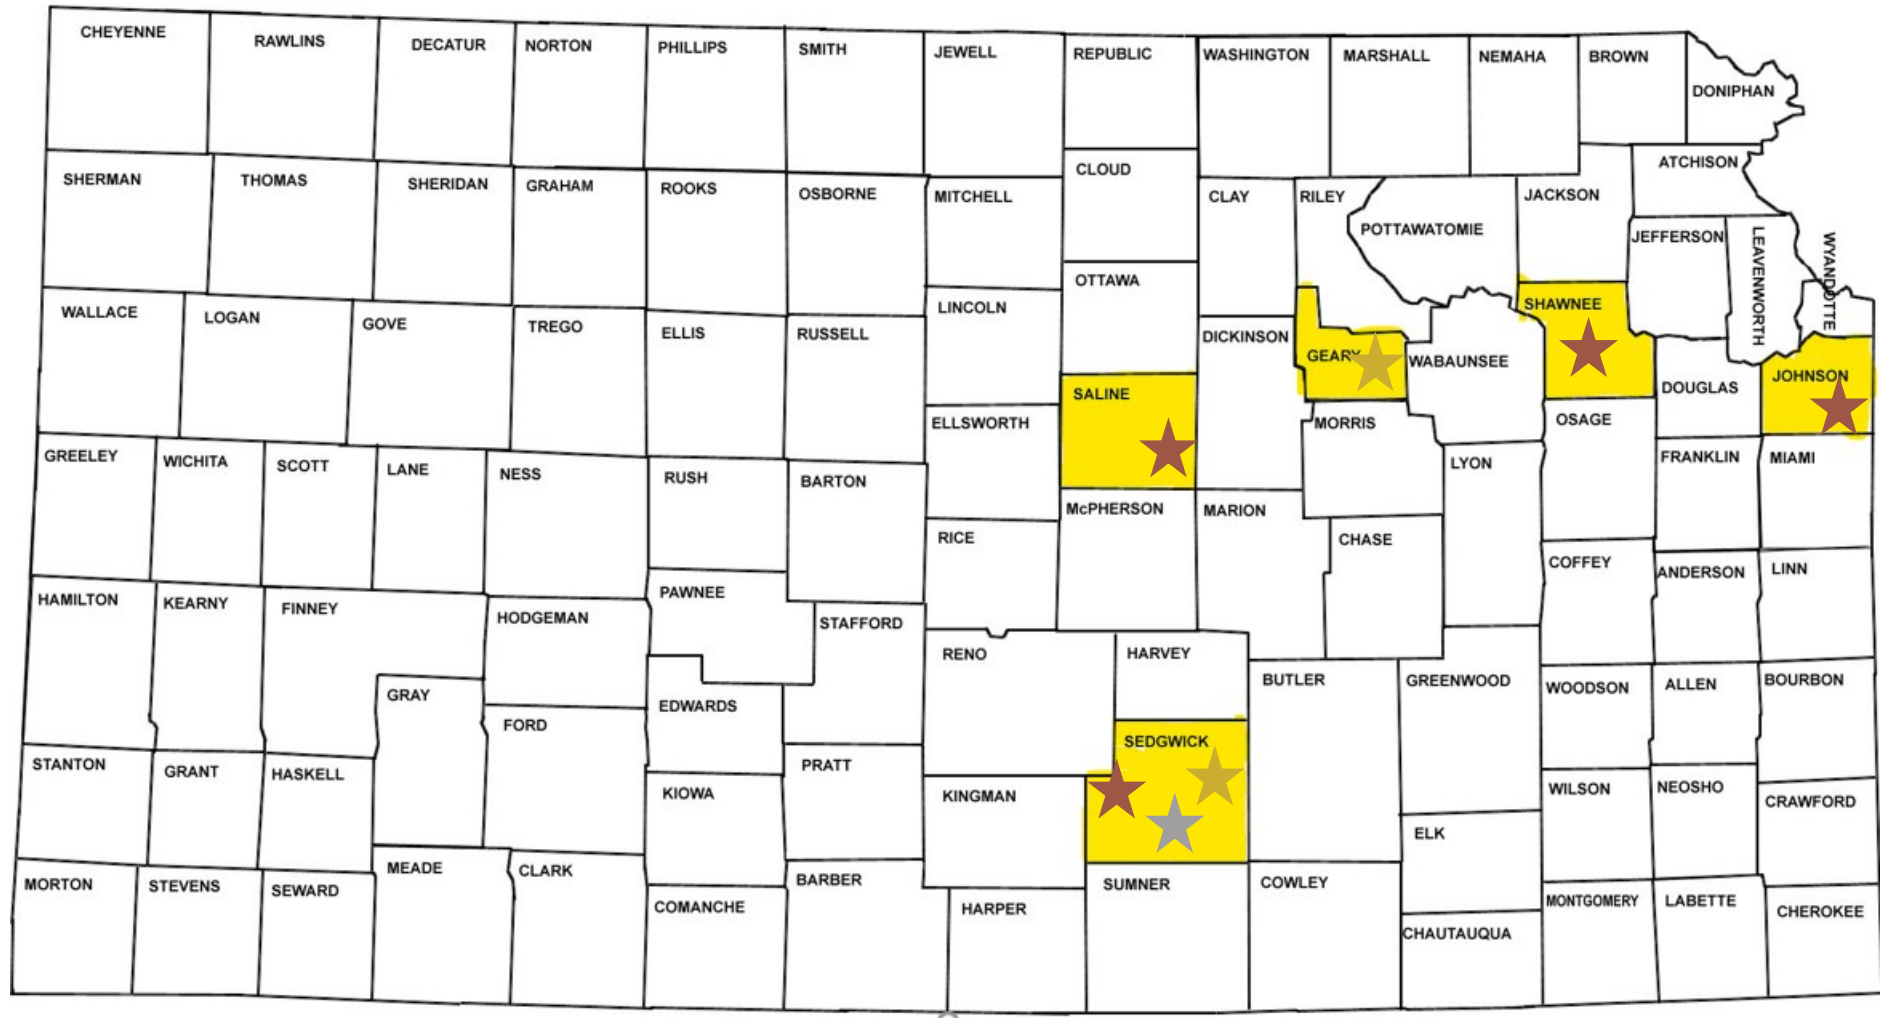 CHEYENNE
RAWLINS
DECATUR
NORTON
PHILLIPS
SMITH
JEWELL
REPUBLIC
WASHINGTON
MARSHALL
NEMAHA
BROWN
DONIPHAN
SHERMAN
THOMAS
SHERIDAN
GRAHAM
ROOKS
OSBORNE
MITCHELL
CLOUD
CLAY
RILEY
POTTAWATOMIE
JACKSON
ATCHISON
JEFFERSON
LEAVENWORTH
WYANDOTTE
WALLACE
LOGAN
GOVE
TREGO
ELLIS
RUSSELL
LINCOLN
OTTAWA
DICKINSON
GEARY
WABAUNSEE
SHAWNEE
DOUGLAS
JOHNSON
SALINE
ELLSWORTH
MORRIS
OSAGE
GREELEY
WICHITA
SCOTT
LANE
NESS
RUSH
BARTON
LYON
FRANKLIN
MIAMI
RICE
McPHERSON
MARION
CHASE
COFFEY
ANDERSON
LINN
HAMILTON
KEARNY
FINNEY
HODGEMAN
PAWNEE
STAFFORD
RENO
HARVEY
BUTLER
GREENWOOD
WOODSON
ALLEN
BOURBON
GRAY
FORD
EDWARDS
SEDGWICK
STANTON
GRANT
HASKELL
KIOWA
PRATT
KINGMAN
WILSON
NEOSHO
CRAWFORD
ELK
MORTON
STEVENS
SEWARD
MEADE
CLARK
COMANCHE
BARBER
HARPER
SUMNER
COWLEY
CHAUTAUQUA
MONTGOMERY
LABETTE
CHEROKEE